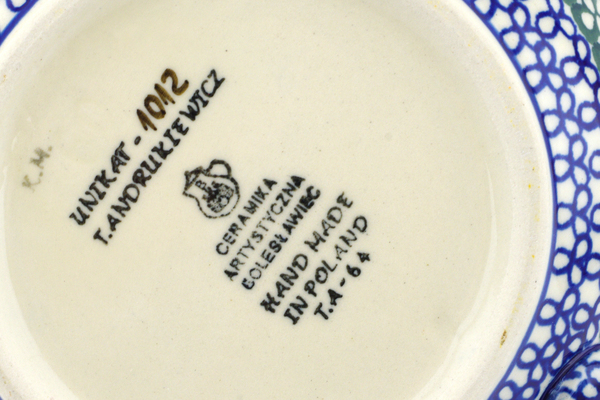 K.M.
UNIKAT - 1012
T.ANDRUKIEWICZ
CERAMIKA
ARTYSTYCZNA
BOLESŁAWIEC
HAND MADE
IN POLAND
T.A - 64